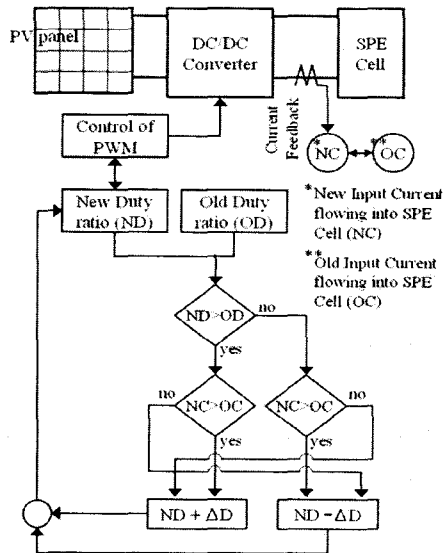 PV panel
DC/DC
Converter
SPE
Cell
Control of
PWM
Current
Feedback
*NC
**OC
New Duty
ratio (ND)
Old Duty
ratio (OD)
*New Input Current
flowing into SPE
Cell (NC)
**Old Input Current
flowing into SPE
Cell (OC)
ND>OD
no
yes
no
NC>OC
NC>OC
no
yes
yes
ND + ΔD
ND − ΔD